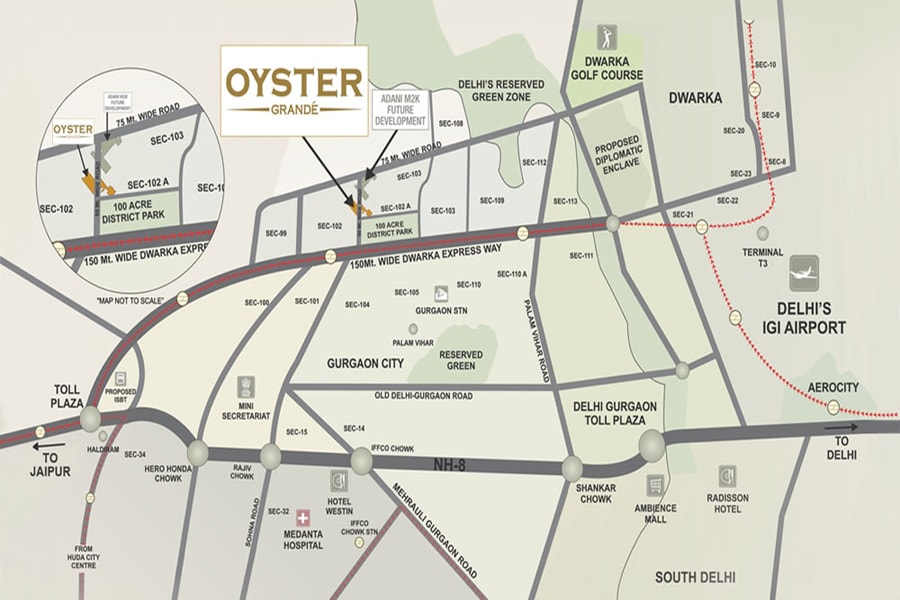 ADANI M2K
FUTURE
DEVELOPMENT
75 Mt. WIDE ROAD
OYSTER
SEC-103
SEC-102 A
SEC-102
SEC-10
100 ACRE
DISTRICT PARK
150 Mt. WIDE DWARKA EXPRE
"MAP NOT TO SCALE"
OYSTER
GRANDÉ
ADANI M2K
FUTURE
DEVELOPMENT
DELHI'S RESERVED
GREEN ZONE
DWARKA
GOLF COURSE
DWARKA
SEC-10
SEC-9
SEC-20
SEC-8
SEC-23
SEC-22
SEC-21
SEC-108
75 Mt. WIDE ROAD
SEC-103
SEC-112
PROPOSED
DIPLOMATIC
ENCLAVE
SEC-102 A
SEC-109
SEC-113
SEC-103
SEC-99
SEC-102
100 ACRE
DISTRICT PARK
150Mt. WIDE DWARKA EXPRESS WAY
SEC-111
TERMINAL
T3
DELHI'S
IGI AIRPORT
SEC-100
SEC-101
SEC-104
SEC-105
SEC-110
SEC-110 A
GURGAON STN
PALAM VIHAR
PALAM VIHAR ROAD
GURGAON CITY
RESERVED
GREEN
OLD DELHI-GURGAON ROAD
TOLL
PLAZA
PROPOSED
ISBT
MINI
SECRETARIAT
DELHI GURGAON
TOLL PLAZA
AEROCITY
TO
JAIPUR
HALDIRAM
SEC-34
HERO HONDA
CHOWK
RAJIV
CHOWK
SEC-15
SEC-14
IFFCO CHOWK
NH-8
SHANKAR
CHOWK
TO
DELHI
SOHNA ROAD
SEC-32
MEDANTA
HOSPITAL
HOTEL
WESTIN
IFFCO
CHOWK STN
MEHRAULI GURGAON ROAD
AMBIENCE
MALL
RADISSON
HOTEL
FROM
HUDA CITY
CENTRE
SOUTH DELHI